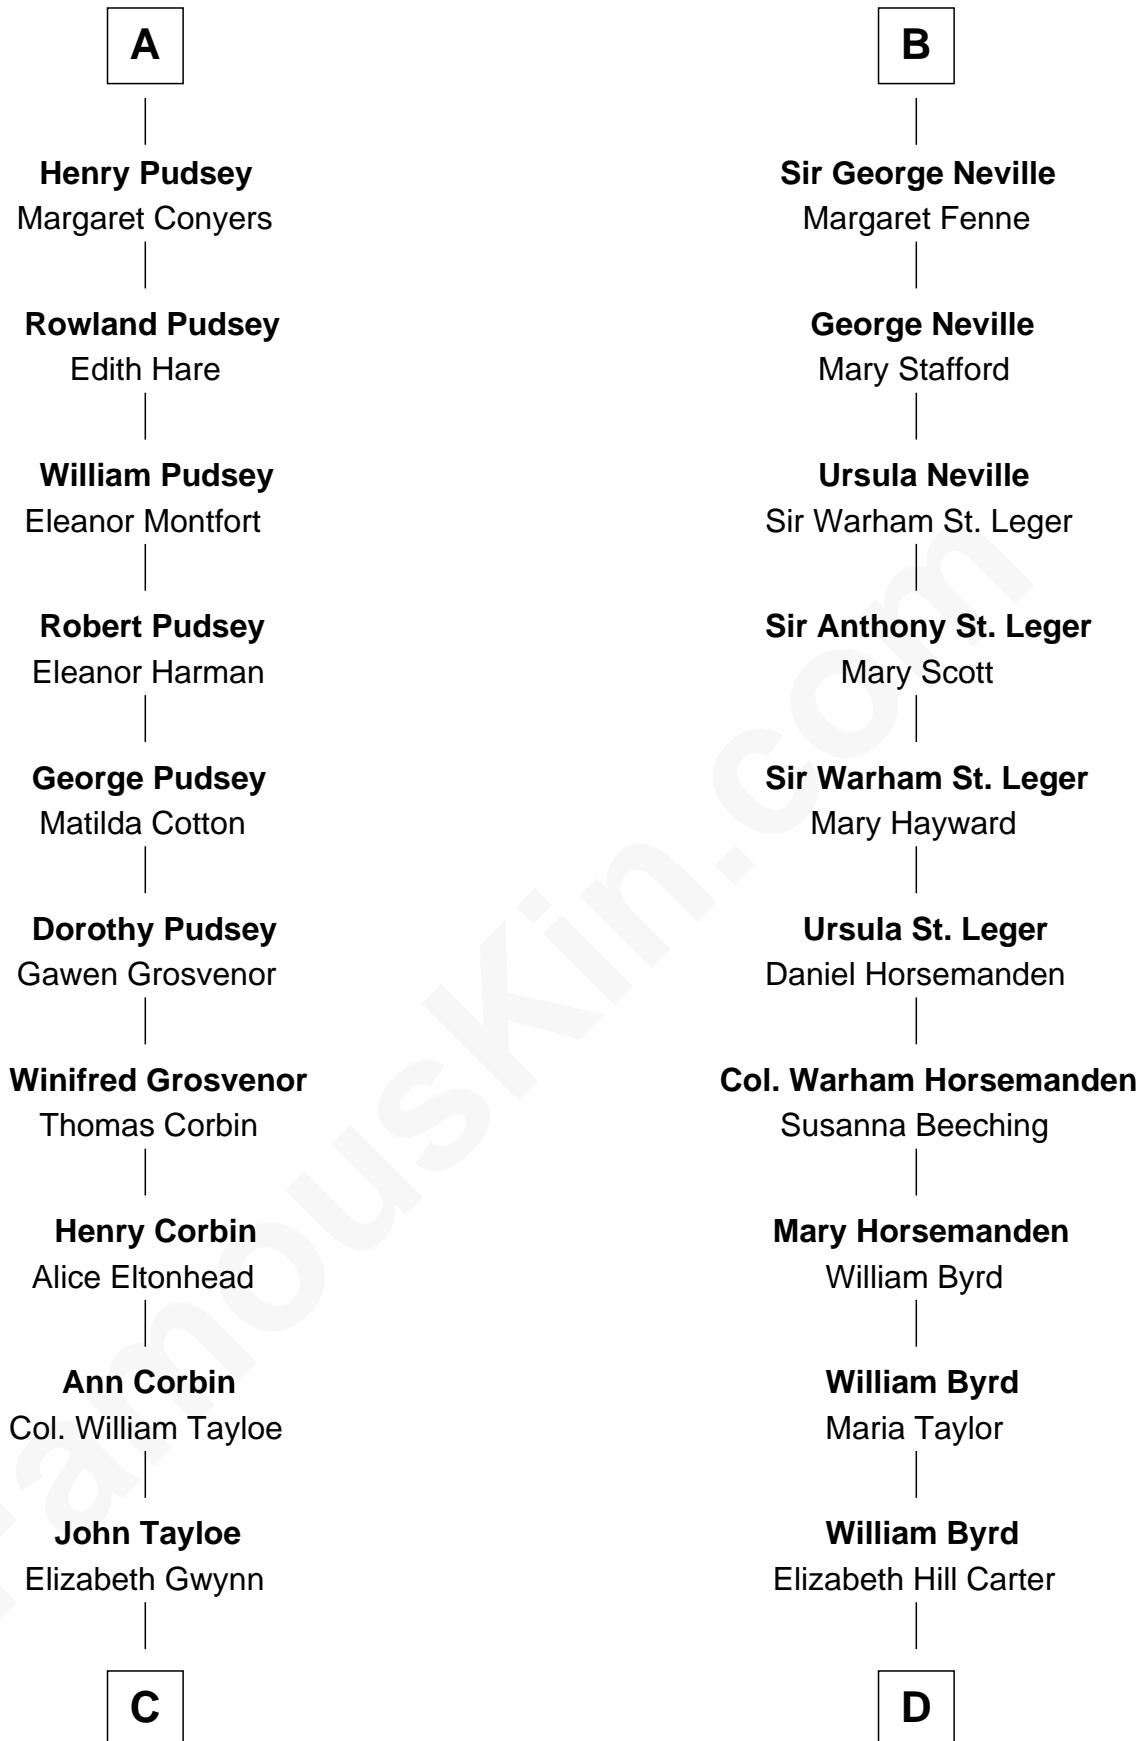 A
Henry Pudsey
Margaret Conyers
Rowland Pudsey
Edith Hare
William Pudsey
Eleanor Montfort
Robert Pudsey
Eleanor Harman
George Pudsey
Matilda Cotton
Dorothy Pudsey
Gawen Grosvenor
Winifred Grosvenor
Thomas Corbin
Henry Corbin
Alice Eltonhead
Ann Corbin
Col. William Tayloe
John Tayloe
Elizabeth Gwynn
C
B
Sir George Neville
Margaret Fenne
George Neville
Mary Stafford
Ursula Neville
Sir Warham St. Leger
Sir Anthony St. Leger
Mary Scott
Sir Warham St. Leger
Mary Hayward
Ursula St. Leger
Daniel Horsemanden
Col. Warham Horsemanden
Susanna Beeching
Mary Horsemanden
William Byrd
William Byrd
Maria Taylor
William Byrd
Elizabeth Hill Carter
D
FamousKin.com